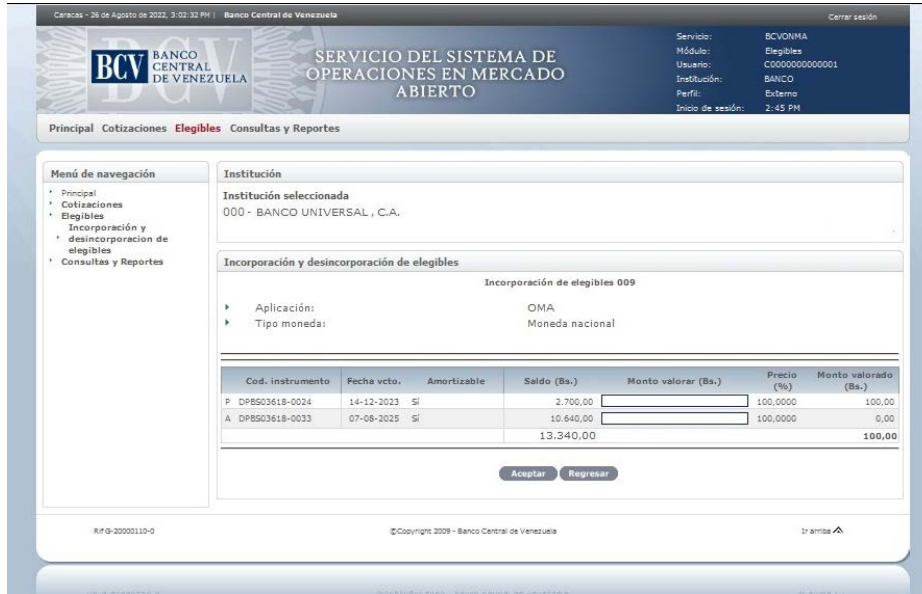 Caracas - 26 de Agosto de 2022, 3:02:32 PM | Banco Central de Venezuela
Cerrar sesión
BCV BANCO CENTRAL DE VENEZUELA
SERVICIO DEL SISTEMA DE
OPERACIONES EN MERCADO
ABIERTO
Servicio: BCVONMA
Módulo: Elegibles
Usuario: C0000000000001
Institución: BANCO
Perfil: Externo
Inicio de sesión: 2:45 PM
Principal Cotizaciones Elegibles Consultas y Reportes
Menú de navegación
Principal
Cotizaciones
Elegibles
Incorporación y
desincorporacion de
elegibles
Consultas y Reportes
Institución
Institución seleccionada
000 - BANCO UNIVERSAL , C.A.
Incorporación y desincorporación de elegibles
Incorporación de elegibles 009
Aplicación: OMA
Tipo moneda: Moneda nacional
Cod. instrumento Fecha vcto. Amortizable Saldo (Bs.) Monto valorar (Bs.) Precio (%) Monto valorado (Bs.)
P DPBS03618-0024 14-12-2023 Sí 2.700,00 100,0000 100,00
A DPBS03618-0033 07-08-2025 Sí 10.640,00 100,0000 0,00
13.340,00 100,00
Aceptar Regresar
Rif G-20000110-0 ©Copyright 2009 - Banco Central de Venezuela Ir arriba